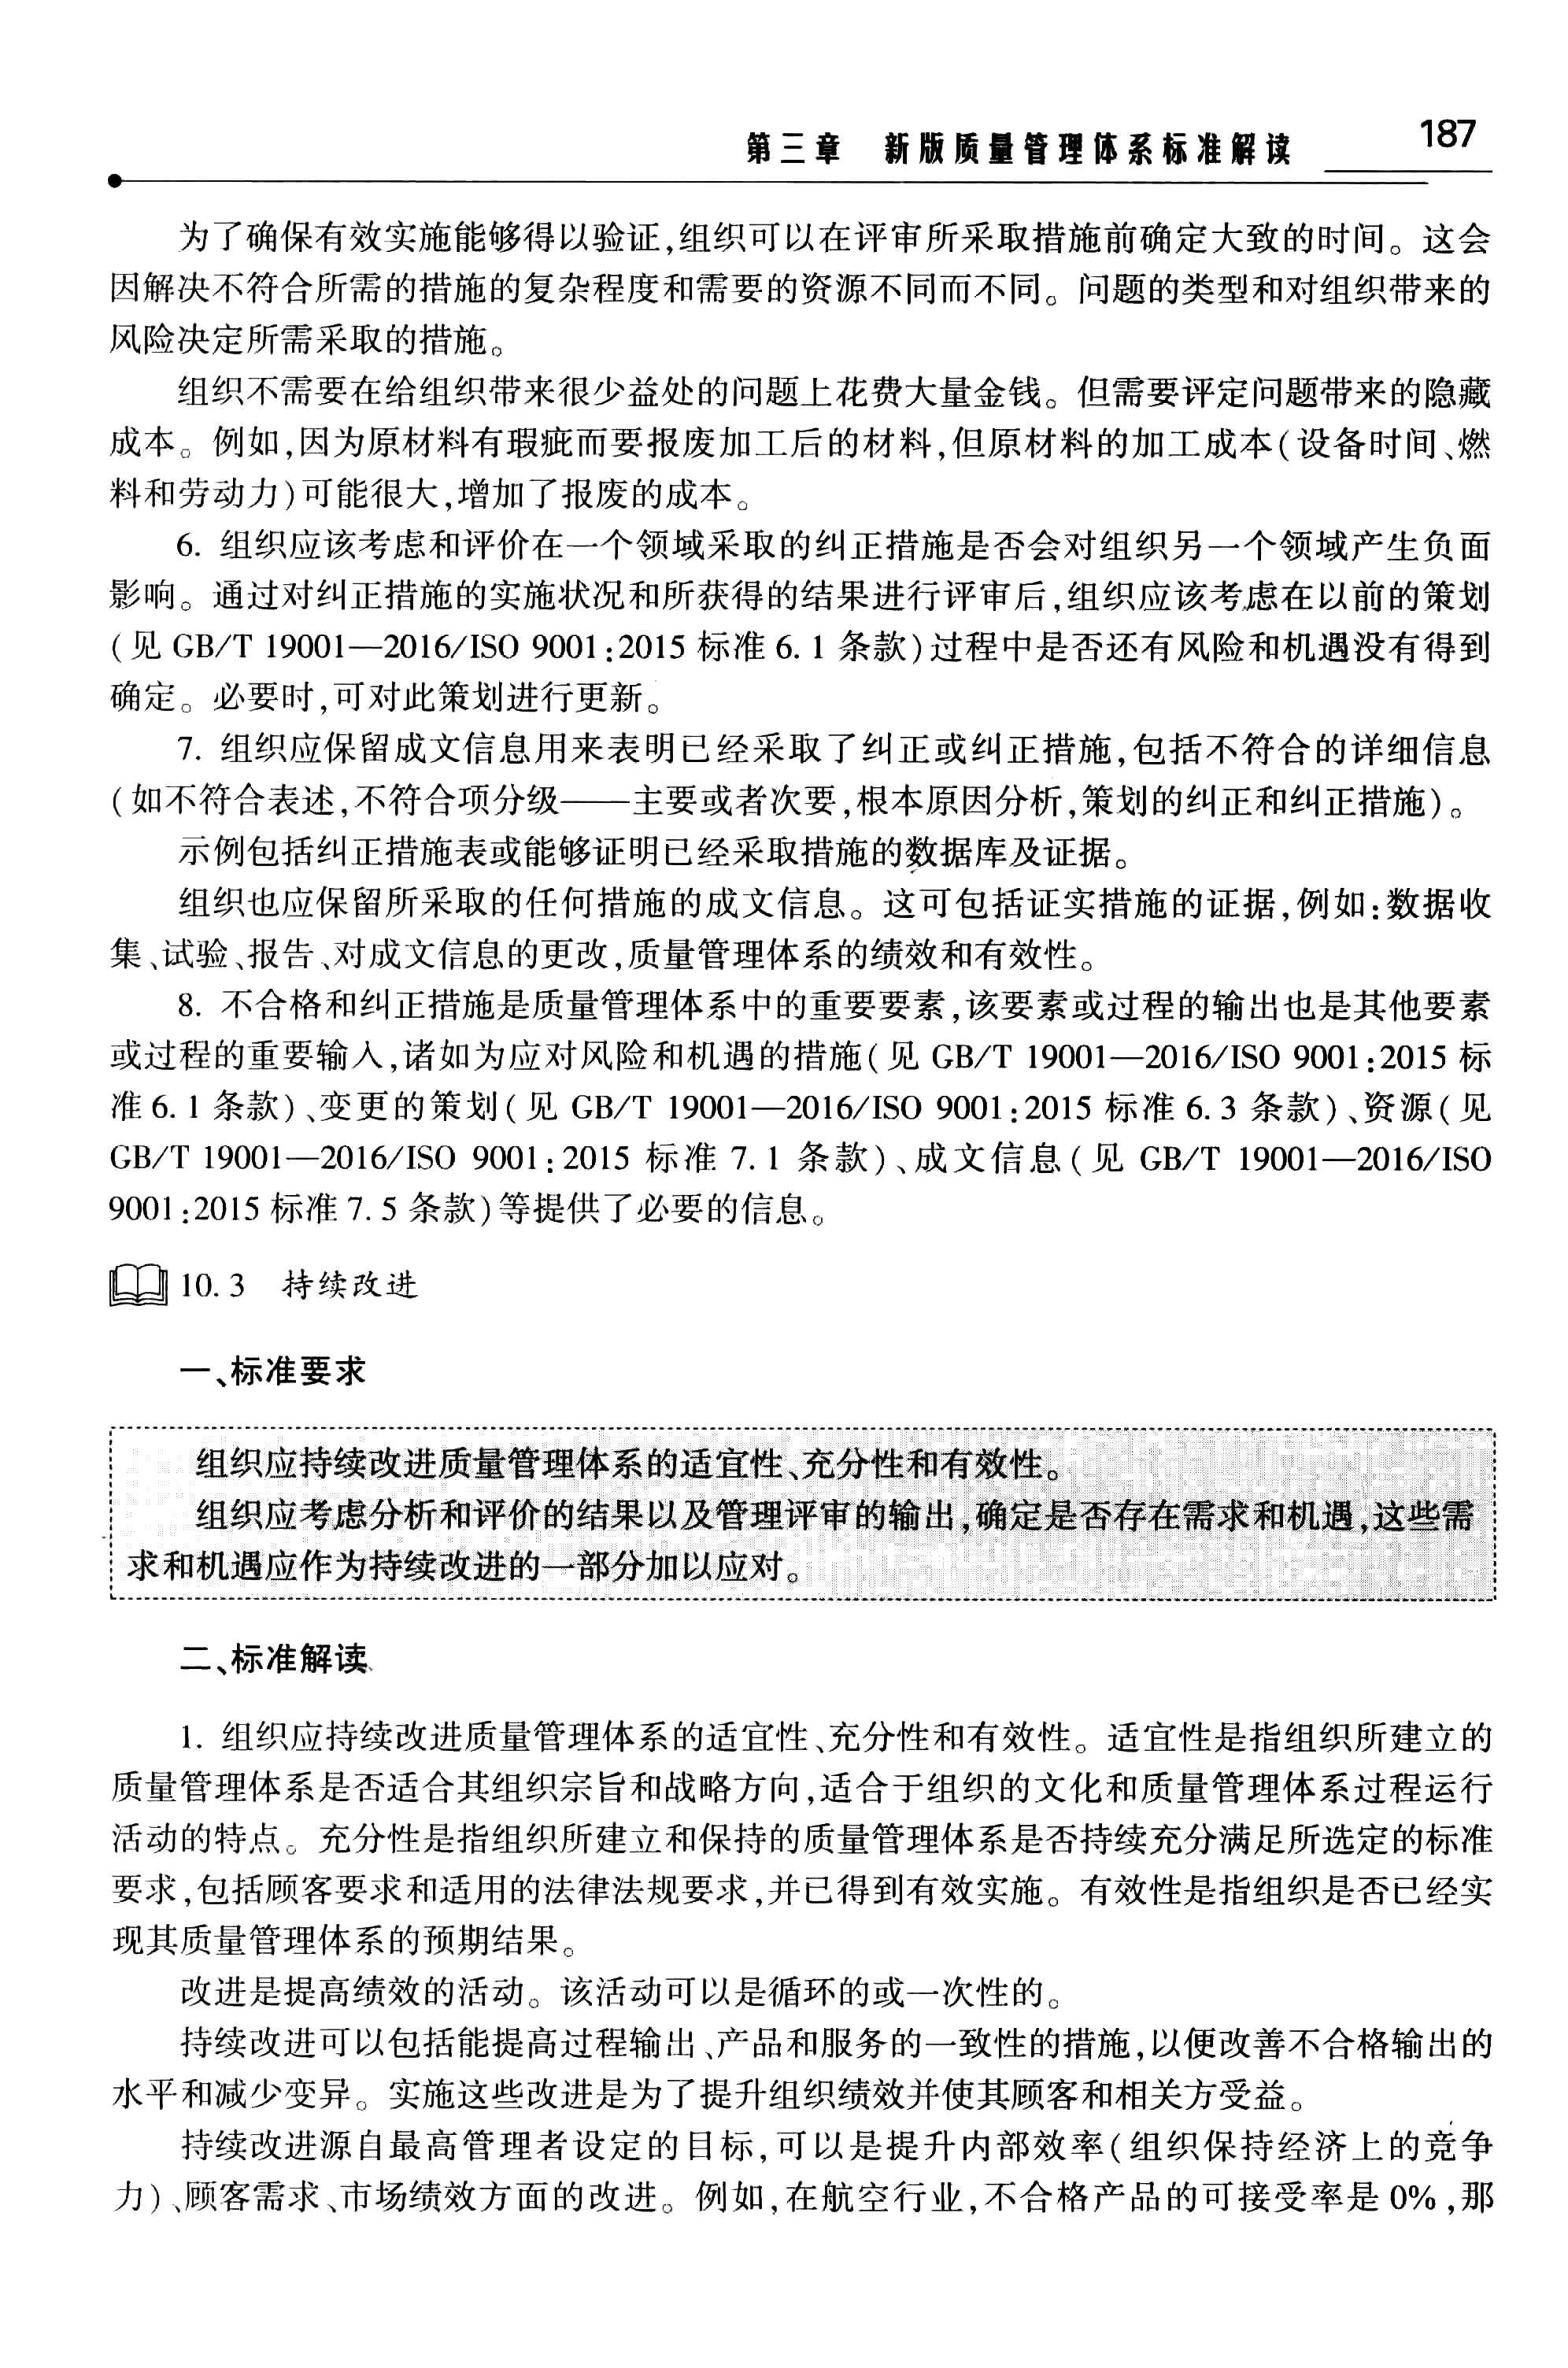 第三章　新版质量管理体系标准解读　187
为了确保有效实施能够得以验证,组织可以在评审所采取措施前确定大致的时间。这会
因解决不符合所需的措施的复杂程度和需要的资源不同而不同。问题的类型和对组织带来的
风险决定所需采取的措施。
组织不需要在给组织带来很少益处的问题上花费大量金钱。但需要评定问题带来的隐藏
成本。例如,因为原材料有瑕疵而要报废加工后的材料,但原材料的加工成本(设备时间、燃
料和劳动力)可能很大,增加了报废的成本。
6. 组织应该考虑和评价在一个领域采取的纠正措施是否会对组织另一个领域产生负面
影响。通过对纠正措施的实施状况和所获得的结果进行评审后,组织应该考虑在以前的策划
(见 GB/T 19001—2016/ISO 9001:2015 标准 6.1 条款)过程中是否还有风险和机遇没有得到
确定。必要时,可对此策划进行更新。
7. 组织应保留成文信息用来表明已经采取了纠正或纠正措施,包括不符合的详细信息
(如不符合表述,不符合项分级——主要或者次要,根本原因分析,策划的纠正和纠正措施)。
示例包括纠正措施表或能够证明已经采取措施的数据库及证据。
组织也应保留所采取的任何措施的成文信息。这可包括证实措施的证据,例如:数据收
集、试验、报告、对成文信息的更改,质量管理体系的绩效和有效性。
8. 不合格和纠正措施是质量管理体系中的重要要素,该要素或过程的输出也是其他要素
或过程的重要输入,诸如为应对风险和机遇的措施(见 GB/T 19001—2016/ISO 9001:2015 标
准 6.1 条款)、变更的策划(见 GB/T 19001—2016/ISO 9001:2015 标准 6.3 条款)、资源(见
GB/T 19001—2016/ISO 9001:2015 标准 7.1 条款)、成文信息(见 GB/T 19001—2016/ISO
9001:2015 标准 7.5 条款)等提供了必要的信息。
10.3　持续改进
一、标准要求
组织应持续改进质量管理体系的适宜性、充分性和有效性。
组织应考虑分析和评价的结果以及管理评审的输出,确定是否存在需求和机遇,这些需
求和机遇应作为持续改进的一部分加以应对。
二、标准解读
1. 组织应持续改进质量管理体系的适宜性、充分性和有效性。适宜性是指组织所建立的
质量管理体系是否适合其组织宗旨和战略方向,适合于组织的文化和质量管理体系过程运行
活动的特点。充分性是指组织所建立和保持的质量管理体系是否持续充分满足所选定的标准
要求,包括顾客要求和适用的法律法规要求,并已得到有效实施。有效性是指组织是否已经实
现其质量管理体系的预期结果。
改进是提高绩效的活动。该活动可以是循环的或一次性的。
持续改进可以包括能提高过程输出、产品和服务的一致性的措施,以便改善不合格输出的
水平和减少变异。实施这些改进是为了提升组织绩效并使其顾客和相关方受益。
持续改进源自最高管理者设定的目标,可以是提升内部效率(组织保持经济上的竞争
力)、顾客需求、市场绩效方面的改进。例如,在航空行业,不合格产品的可接受率是 0%,那